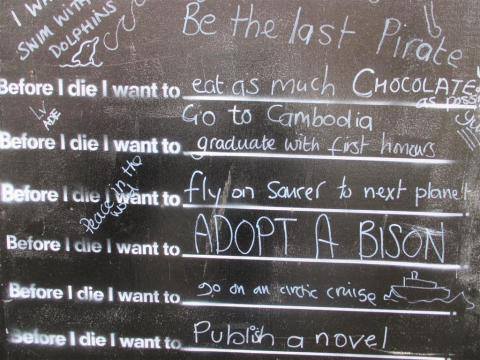 I WA
SWIM WITH
DOLPHINS
Be the last Pirate
Before I die I want to eat as much CHOCOLATE
as poss
Go to Cambodia
Before I die I want to graduate with first honours
Before I die I want to fly on saucer to next planet
Peace in the
world
Before I die I want to ADOPT A BISON
Before I die I want to go on an arctic cruise
Before I die I want to Publish a novel